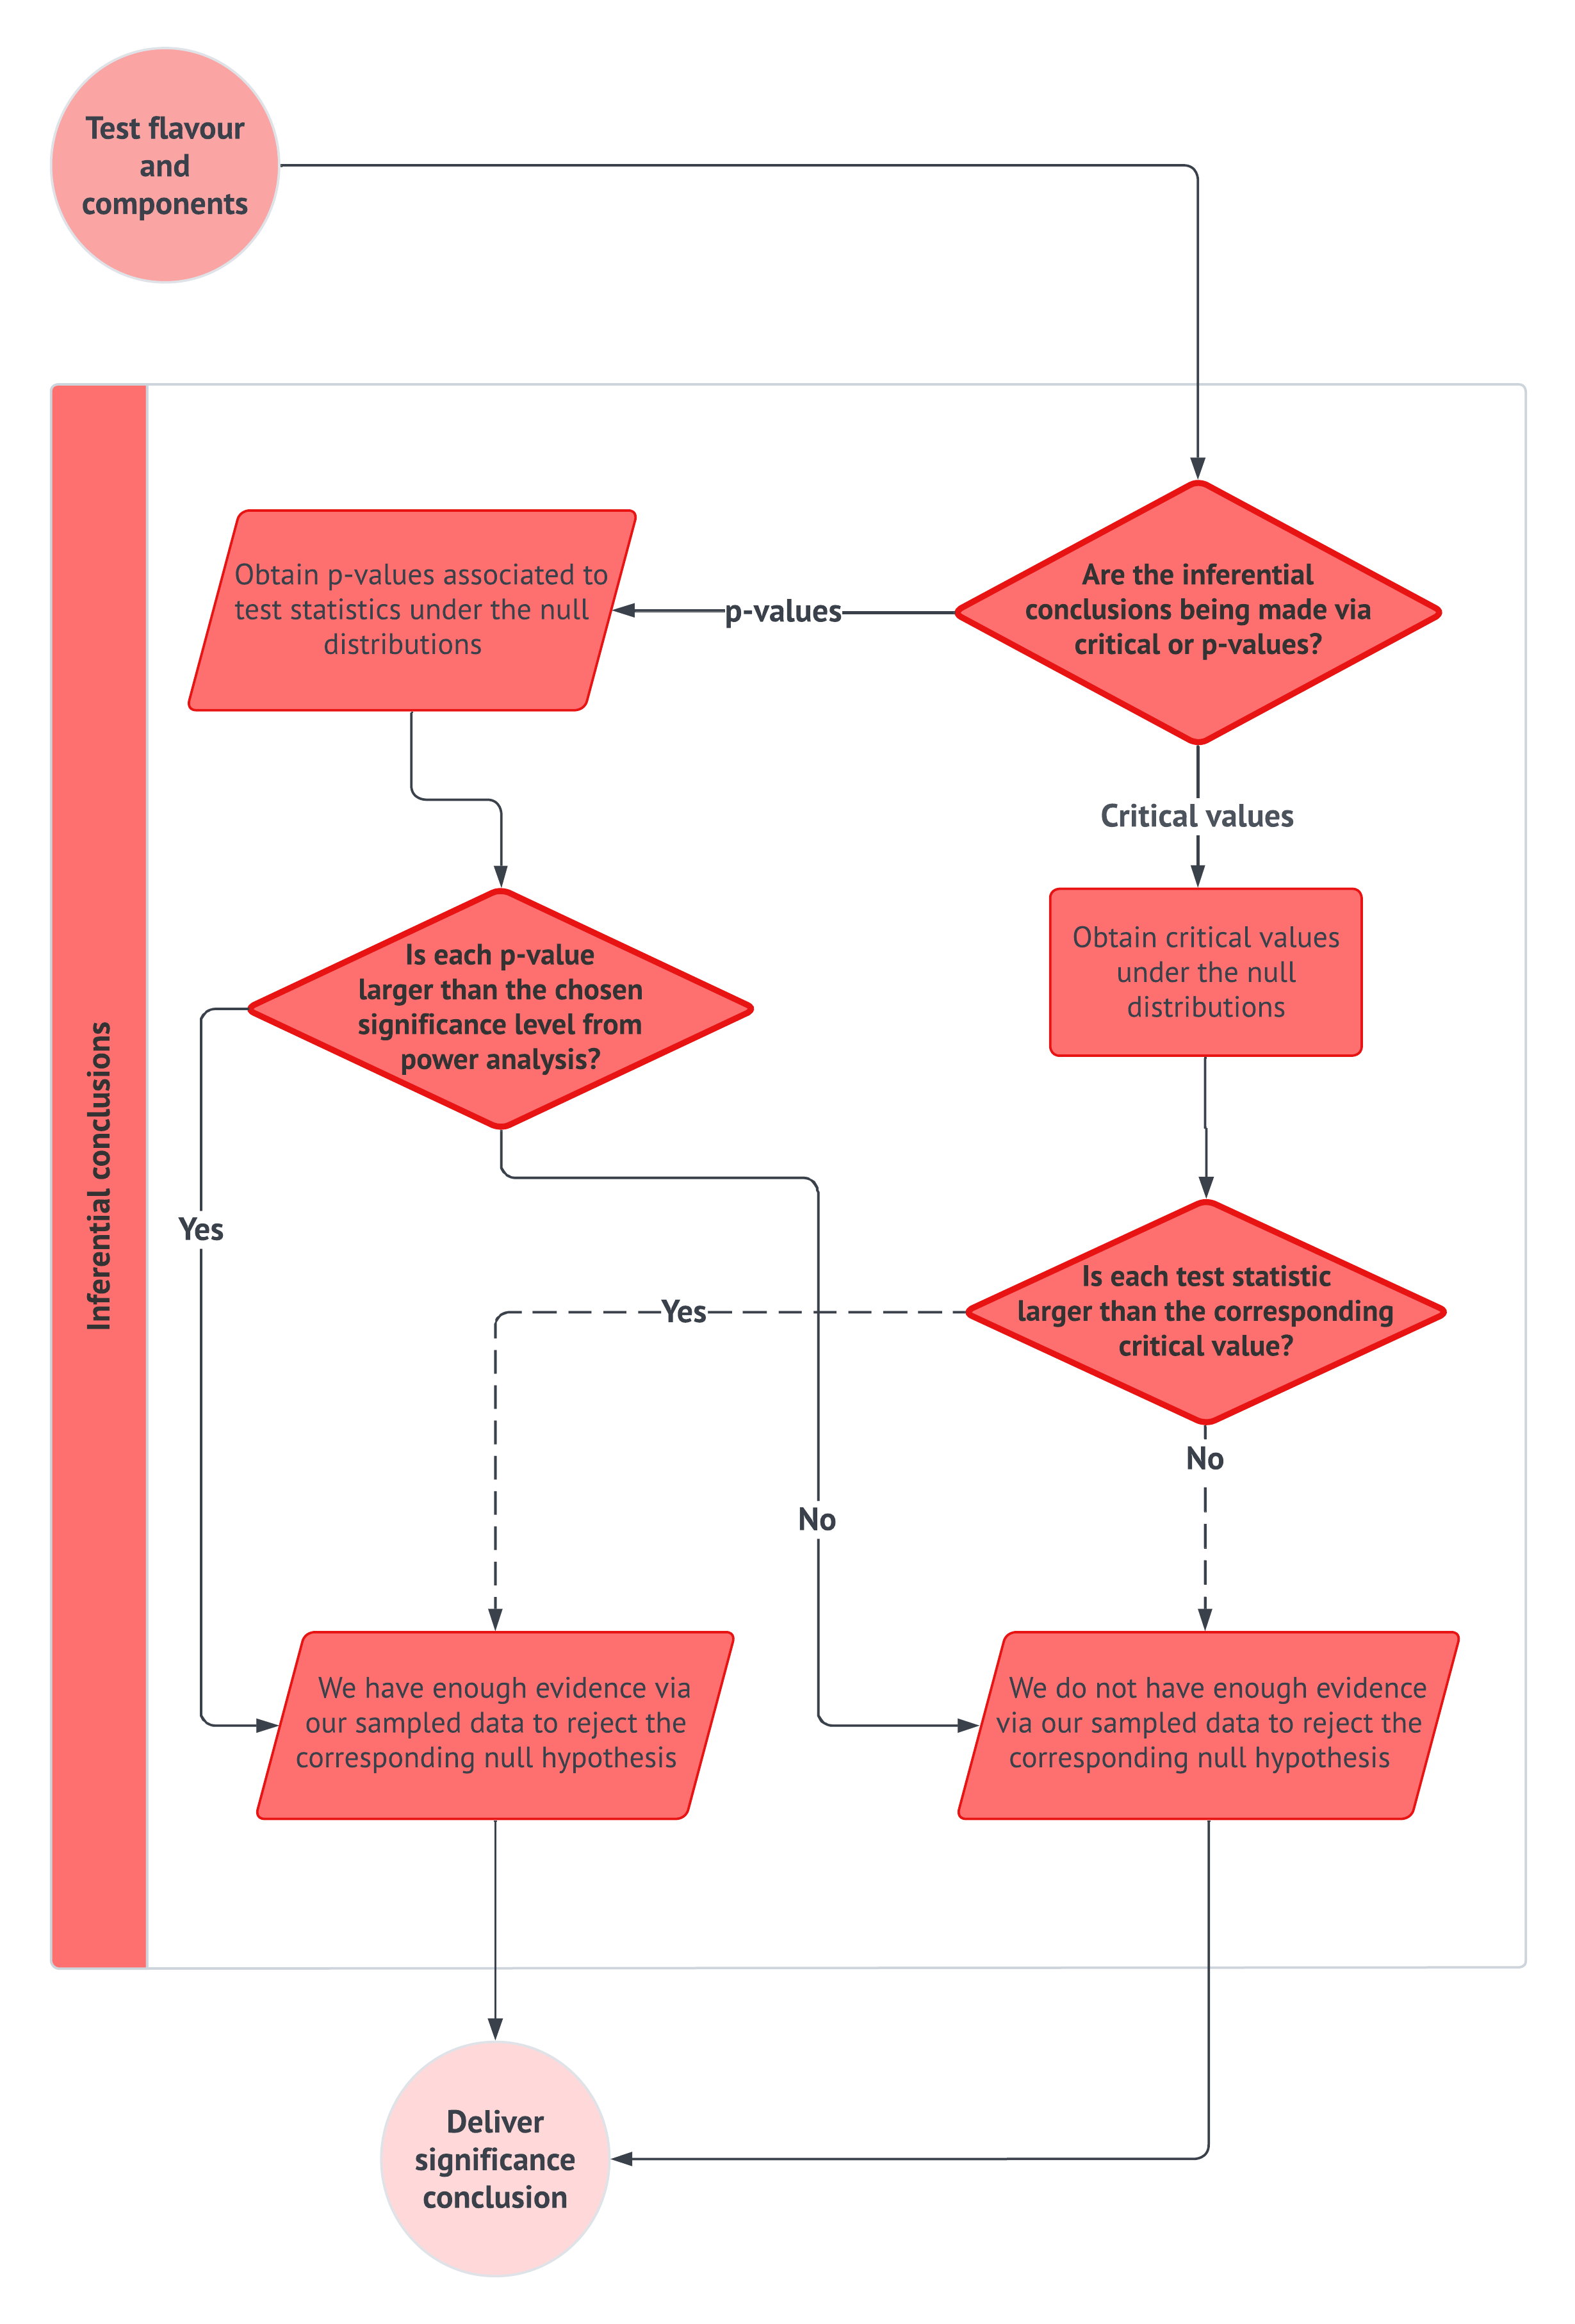 Test flavour
and
components
Inferential conclusions
Are the inferential
conclusions being made via
critical or p-values?
p-values
Obtain p-values associated to
test statistics under the null
distributions
Critical values
Obtain critical values
under the null
distributions
Is each p-value
larger than the chosen
significance level from
power analysis?
Yes
No
Is each test statistic
larger than the corresponding
critical value?
Yes
No
We have enough evidence via
our sampled data to reject the
corresponding null hypothesis
We do not have enough evidence
via our sampled data to reject the
corresponding null hypothesis
Deliver
significance
conclusion